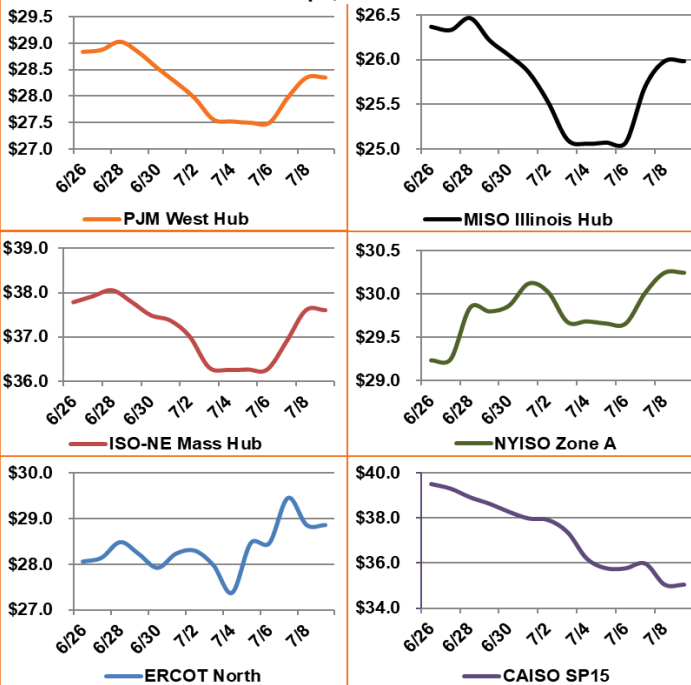 $29.5
$29.0
$28.5
$28.0
$27.5
$27.0
6/26 6/28 6/30 7/2 7/4 7/6 7/8
PJM West Hub
$26.5
$26.0
$25.5
$25.0
6/26 6/28 6/30 7/2 7/4 7/6 7/8
MISO Illinois Hub
$39.0
$38.0
$37.0
$36.0
6/26 6/28 6/30 7/2 7/4 7/6 7/8
ISO-NE Mass Hub
$30.5
$30.0
$29.5
$29.0
6/26 6/28 6/30 7/2 7/4 7/6 7/8
NYISO Zone A
$30.0
$29.0
$28.0
$27.0
6/26 6/28 6/30 7/2 7/4 7/6 7/8
ERCOT North
$40.0
$38.0
$36.0
$34.0
6/26 6/28 6/30 7/2 7/4 7/6 7/8
CAISO SP15